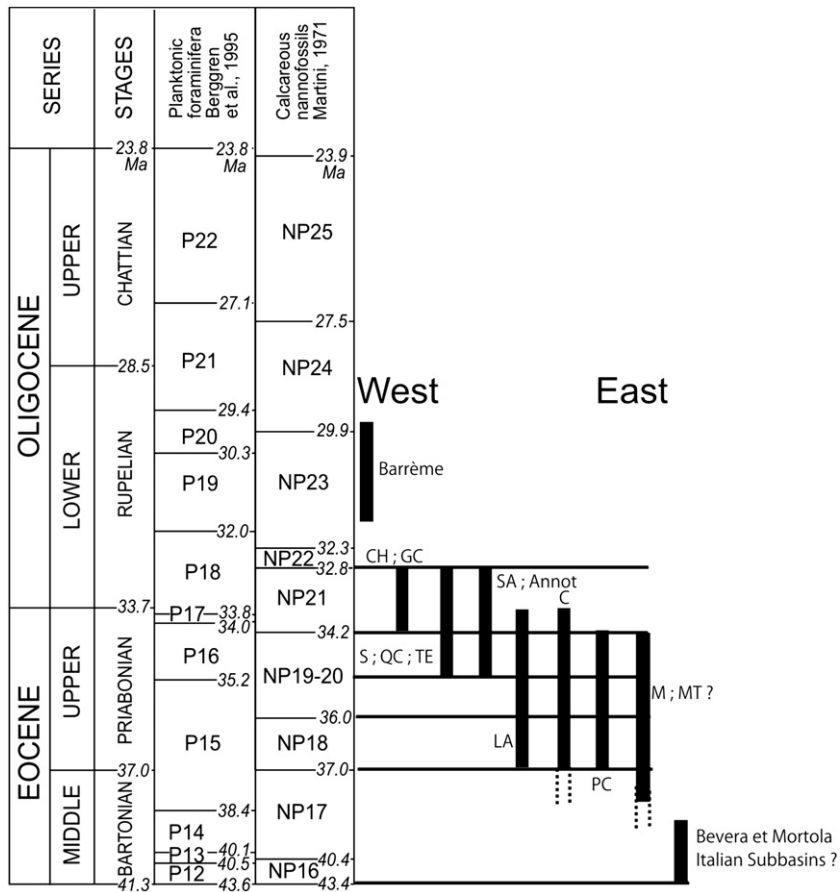 SERIES
STAGES
Planktonic
foraminifera
Berggren
et al., 1995
Calcareous
nannofossils
Martini, 1971
23.8
Ma
23.8
Ma
23.9
Ma
OLIGOCENE
UPPER
CHATTIAN
P22
NP25
27.1
27.5
28.5
P21
NP24
29.4
29.9
West
East
LOWER
RUPELIAN
P20
30.3
Barrème
P19
NP23
32.0
32.3
CH ; GC
NP22
32.8
P18
SA ; Annot
C
NP21
33.7
P17
33.8
34.0
34.2
EOCENE
UPPER
PRIABONIAN
P16
S ; QC ; TE
NP19-20
35.2
M ; MT ?
36.0
P15
NP18
LA
37.0
37.0
PC
MIDDLE
BARTONIAN
NP17
38.4
P14
Bevera et Mortola
Italian Subbasins ?
40.1
P13
40.4
40.5
P12
NP16
41.3
43.6
43.4